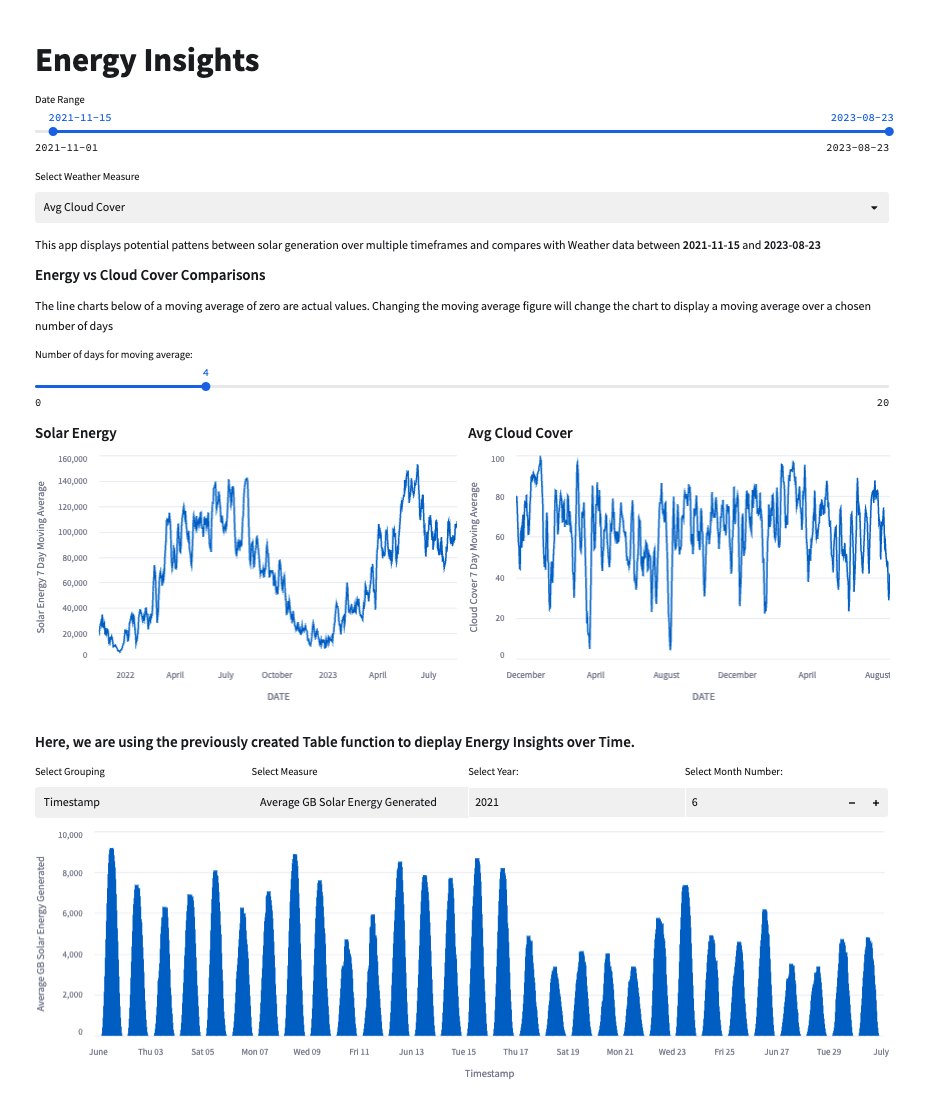 Energy Insights
Date Range
2021-11-15 2023-08-23
2021-11-01 2023-08-23
Select Weather Measure
Avg Cloud Cover
This app displays potential pattens between solar generation over multiple timeframes and compares with Weather data between 2021-11-15 and 2023-08-23
Energy vs Cloud Cover Comparisons
The line charts below of a moving average of zero are actual values. Changing the moving average figure will change the chart to display a moving average over a chosen
number of days
Number of days for moving average:
4
0 20
Solar Energy
160,000
140,000
120,000
100,000
80,000
60,000
40,000
20,000
0
Solar Energy 7 Day Moving Average
2022 April July October 2023 April July
DATE
Avg Cloud Cover
100
80
60
40
20
0
Cloud Cover 7 Day Moving Average
December April August December April August
DATE
Here, we are using the previously created Table function to dieplay Energy Insights over Time.
Select Grouping Select Measure Select Year: Select Month Number:
Timestamp Average GB Solar Energy Generated 2021 6 − +
10,000
8,000
6,000
4,000
2,000
0
Average GB Solar Energy Generated
June Thu 03 Sat 05 Mon 07 Wed 09 Fri 11 Jun 13 Tue 15 Thu 17 Sat 19 Mon 21 Wed 23 Fri 25 Jun 27 Tue 29 July
Timestamp